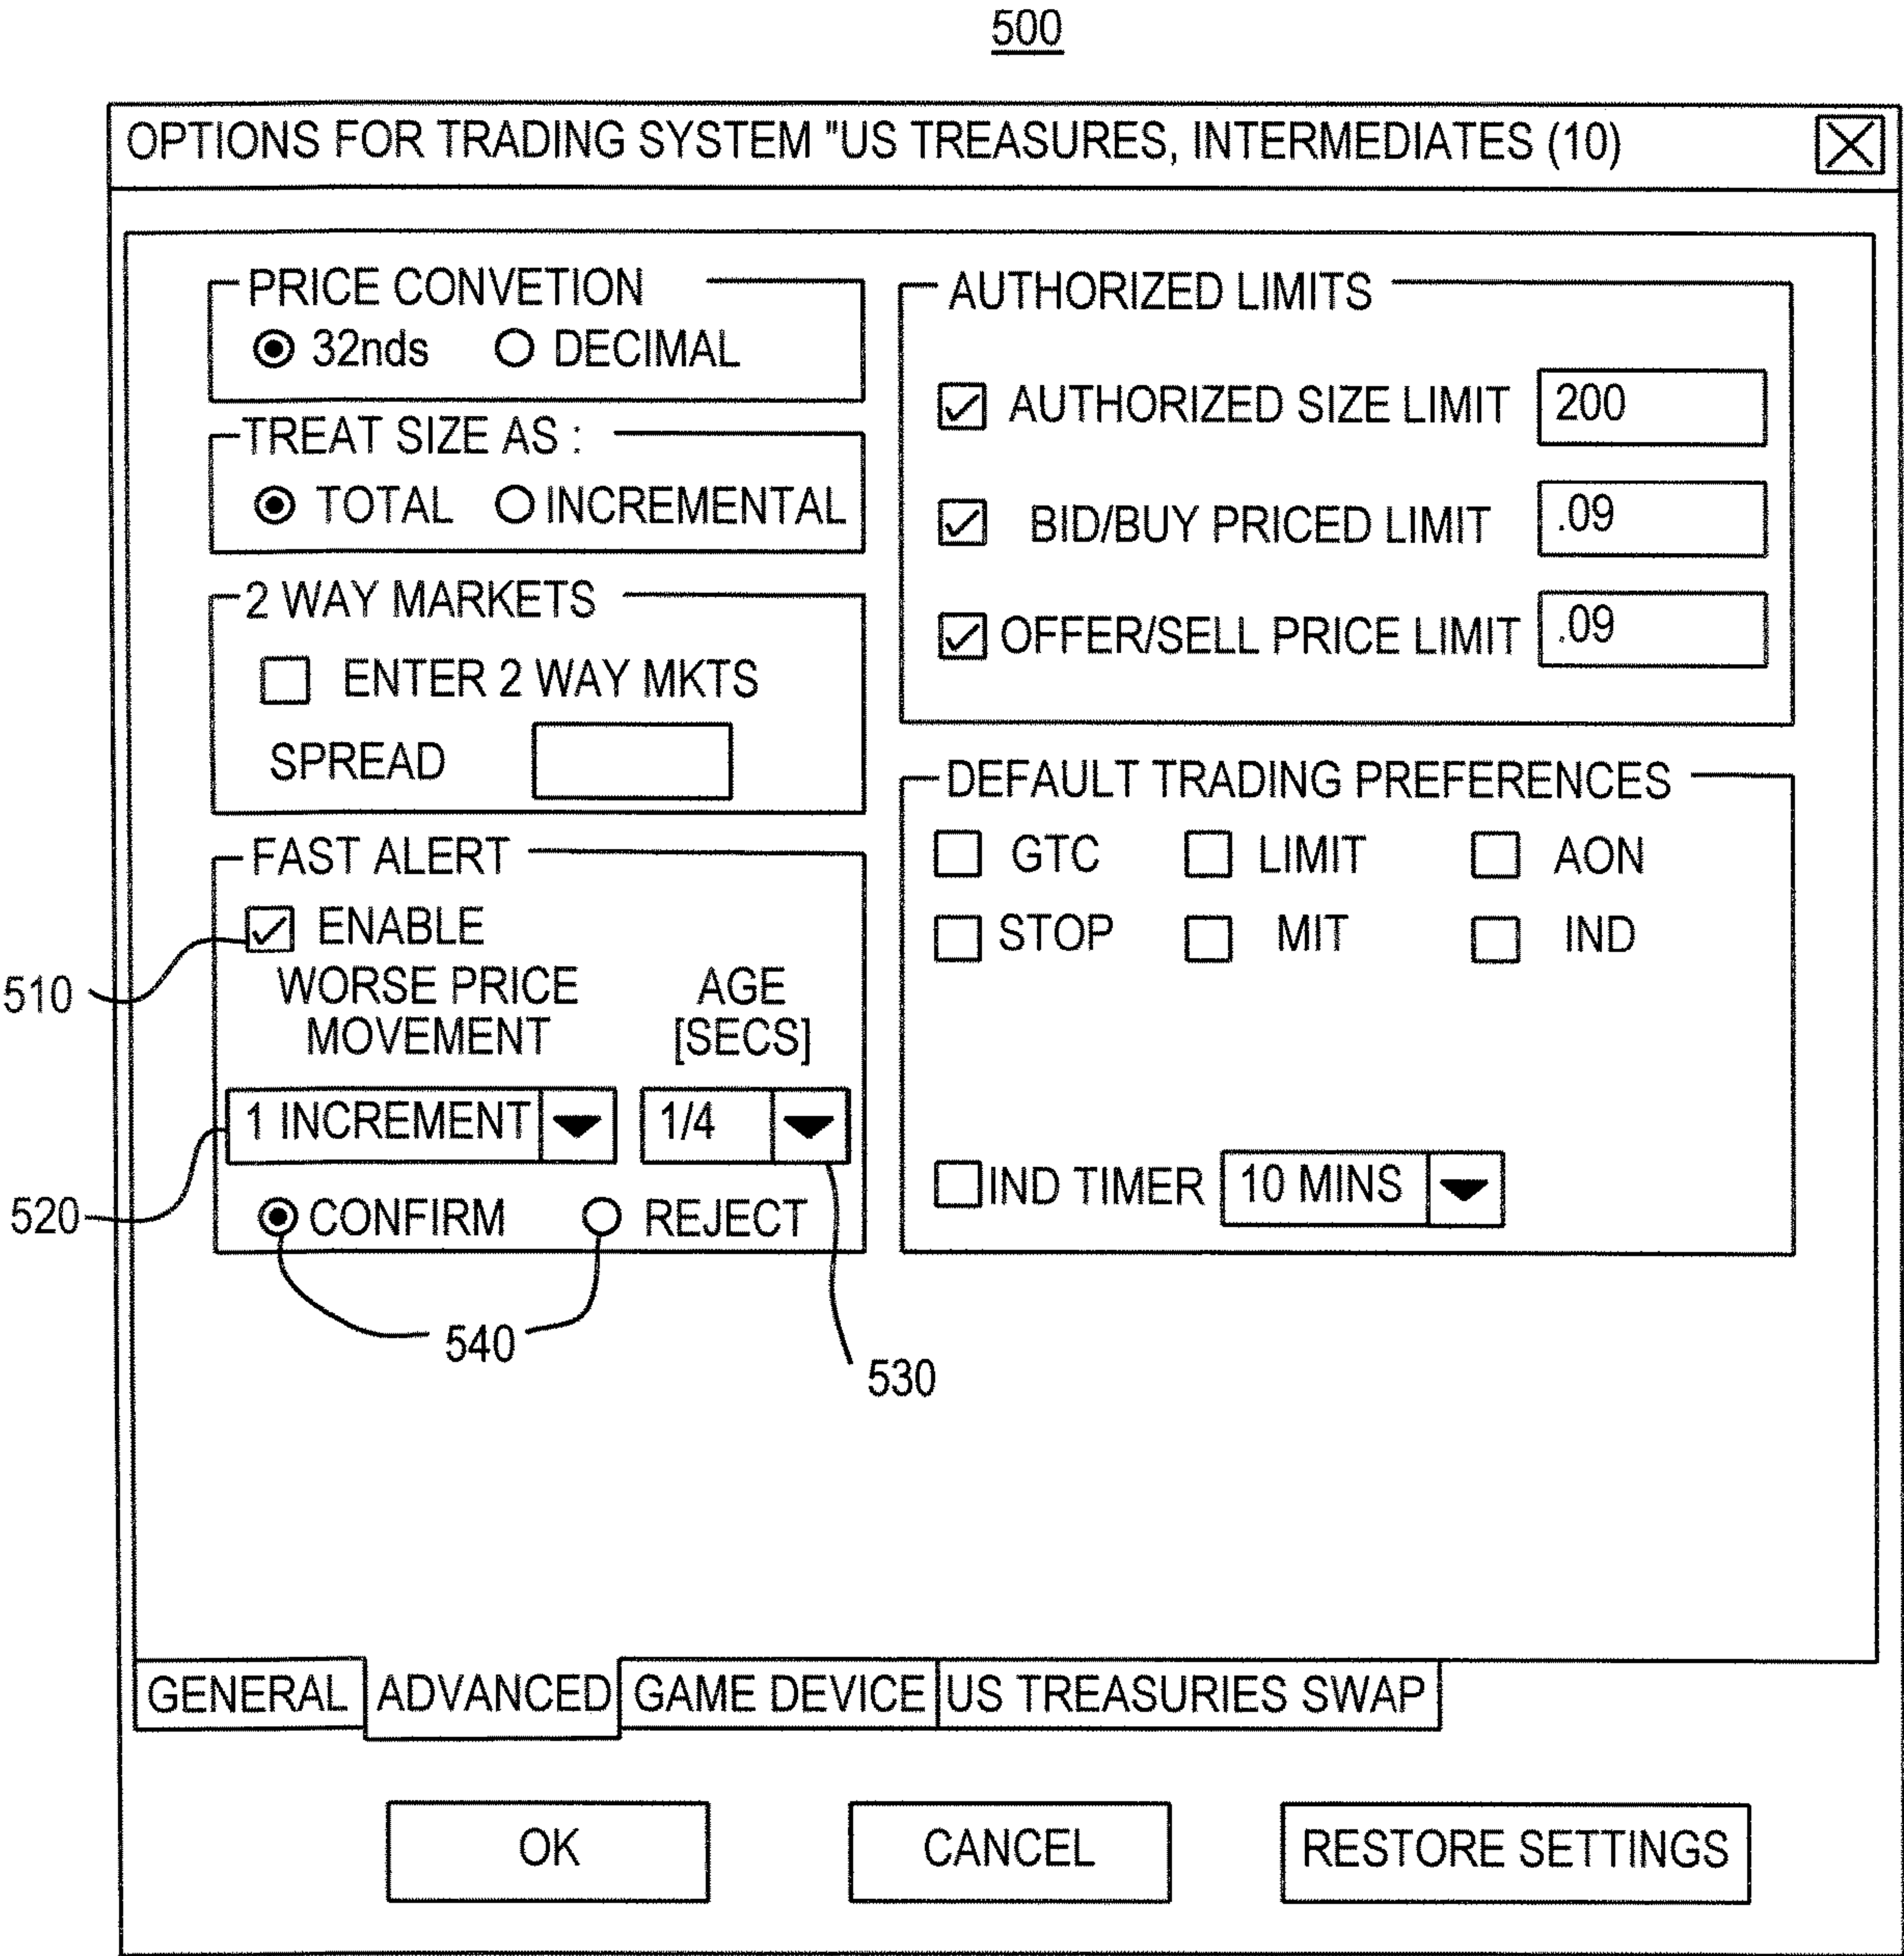 500
OPTIONS FOR TRADING SYSTEM "US TREASURES, INTERMEDIATES (10)
PRICE CONVETION
32nds DECIMAL
TREAT SIZE AS :
TOTAL INCREMENTAL
2 WAY MARKETS
ENTER 2 WAY MKTS
SPREAD
FAST ALERT
ENABLE
510
WORSE PRICE
MOVEMENT
AGE
[SECS]
1 INCREMENT 1/4
520
CONFIRM REJECT
540
530
AUTHORIZED LIMITS
AUTHORIZED SIZE LIMIT 200
BID/BUY PRICED LIMIT .09
OFFER/SELL PRICE LIMIT .09
DEFAULT TRADING PREFERENCES
GTC LIMIT AON
STOP MIT IND
IND TIMER 10 MINS
GENERAL ADVANCED GAME DEVICE US TREASURIES SWAP
OK CANCEL RESTORE SETTINGS